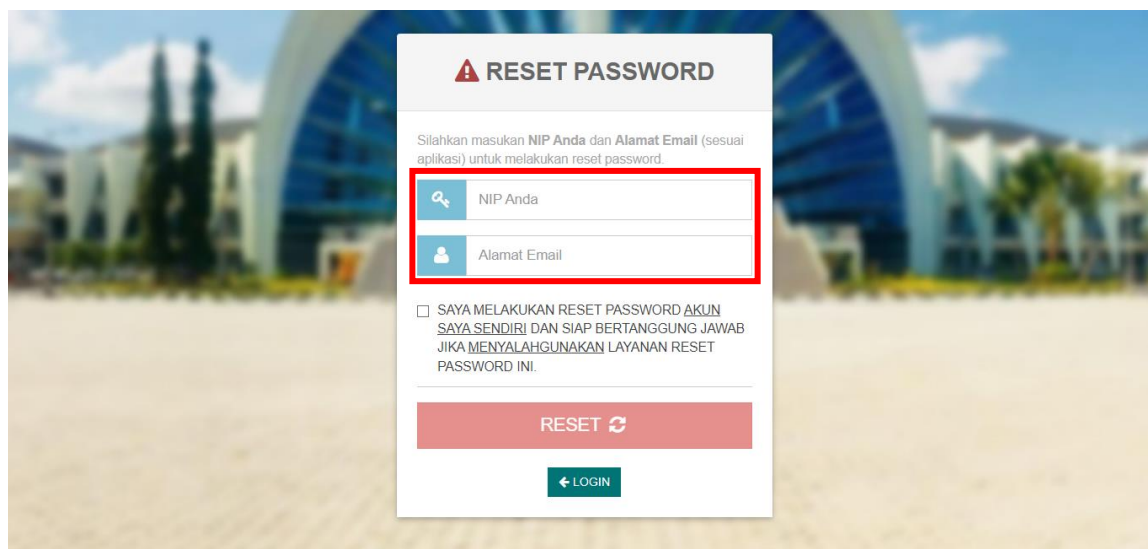 RESET PASSWORD
Silahkan masukan NIP Anda dan Alamat Email (sesuai
aplikasi) untuk melakukan reset password.
NIP Anda
Alamat Email
SAYA MELAKUKAN RESET PASSWORD AKUN
SAYA SENDIRI DAN SIAP BERTANGGUNG JAWAB
JIKA MENYALAHGUNAKAN LAYANAN RESET
PASSWORD INI.
RESET
LOGIN